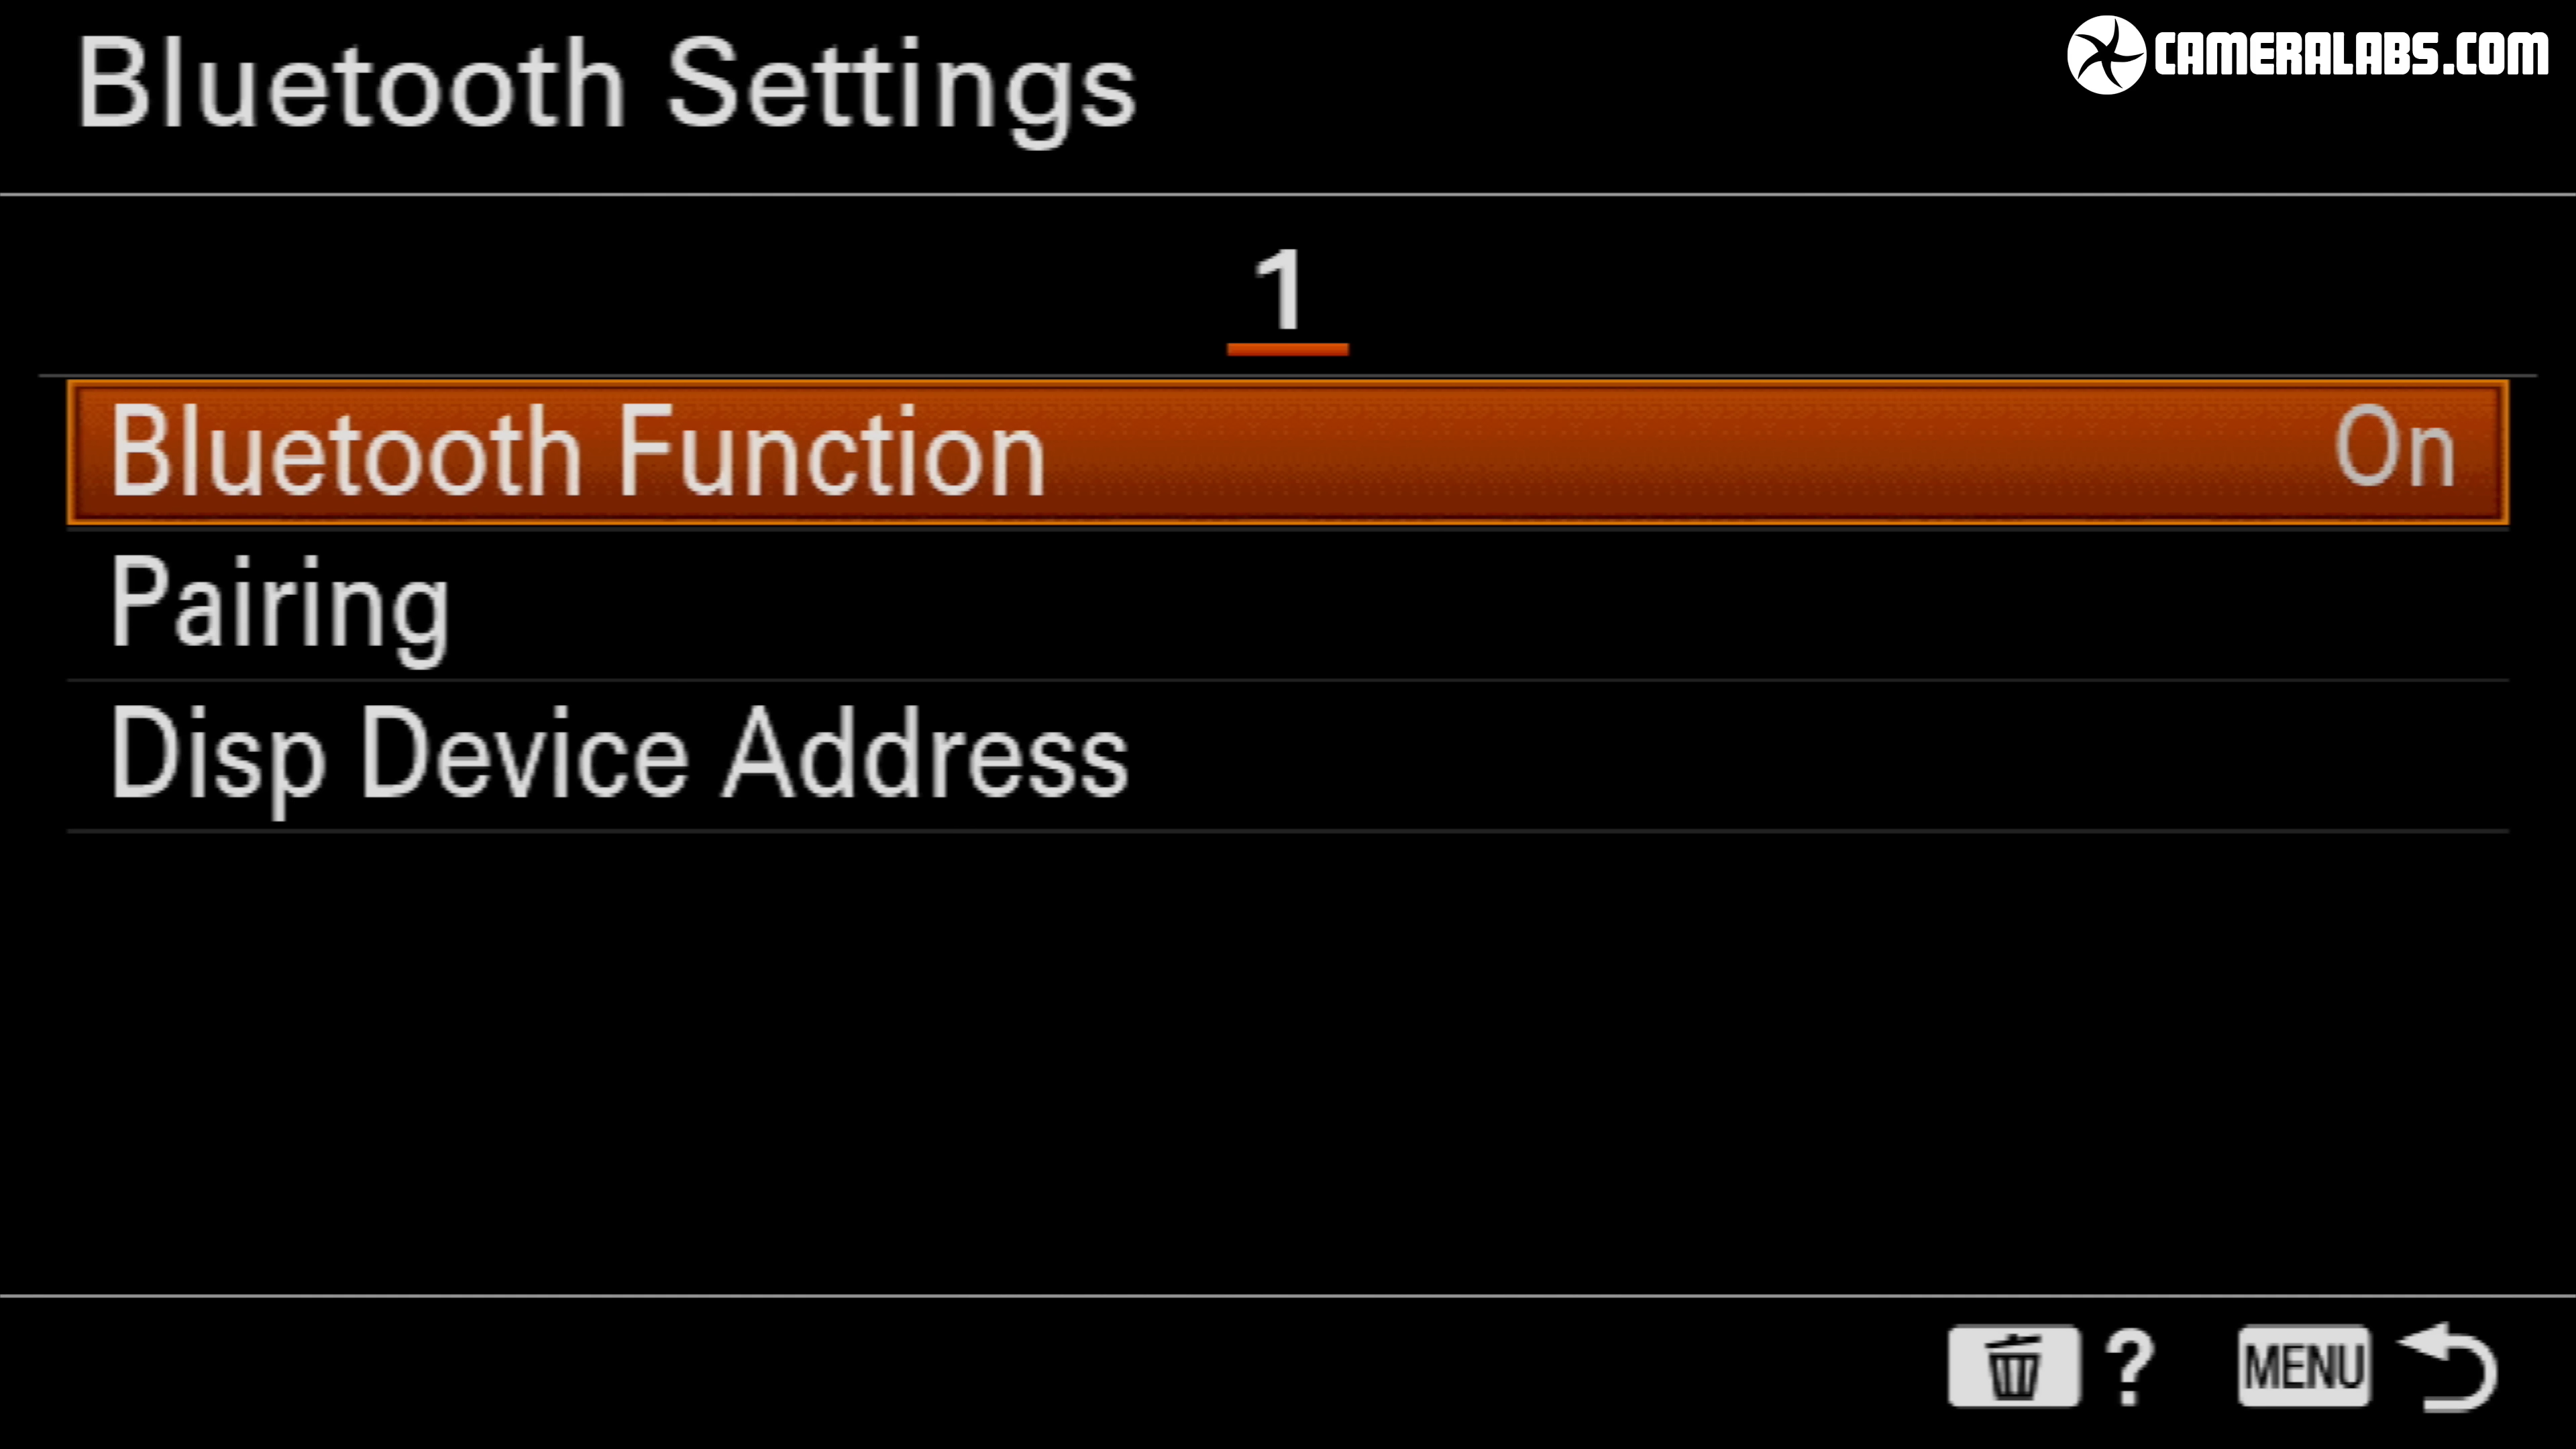 Bluetooth Settings
CAMERALABS.COM
1
Bluetooth Function On
Pairing
Disp Device Address
? MENU